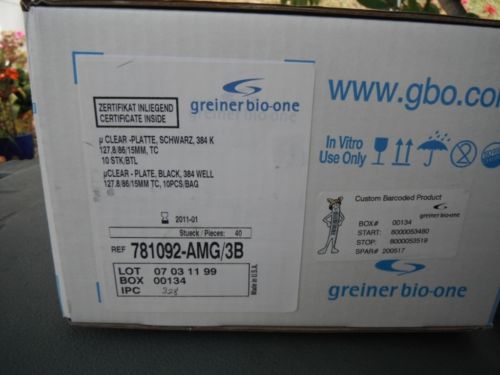 ZERTIFIKAT INLIEGEND
CERTIFICATE INSIDE
greiner bio-one
µ CLEAR -PLATTE, SCHWARZ, 384 K
127,8/86/15MM, TC
10 STK/BTL
µCLEAR - PLATE, BLACK, 384 WELL
127.8/86/15MM TC, 10PCS/BAG
2011-01
Stueck / Pieces: 40
REF 781092-AMG/3B
LOT 07 03 11 99
BOX 00134
IPC 228
Made in U.S.A.
www.gbo.com
In Vitro
Use Only
Custom Barcoded Product
greiner bio-one
BOX# 00134
START: 8000053480
STOP: 8000053519
SPAR# 200517
greiner bio-one